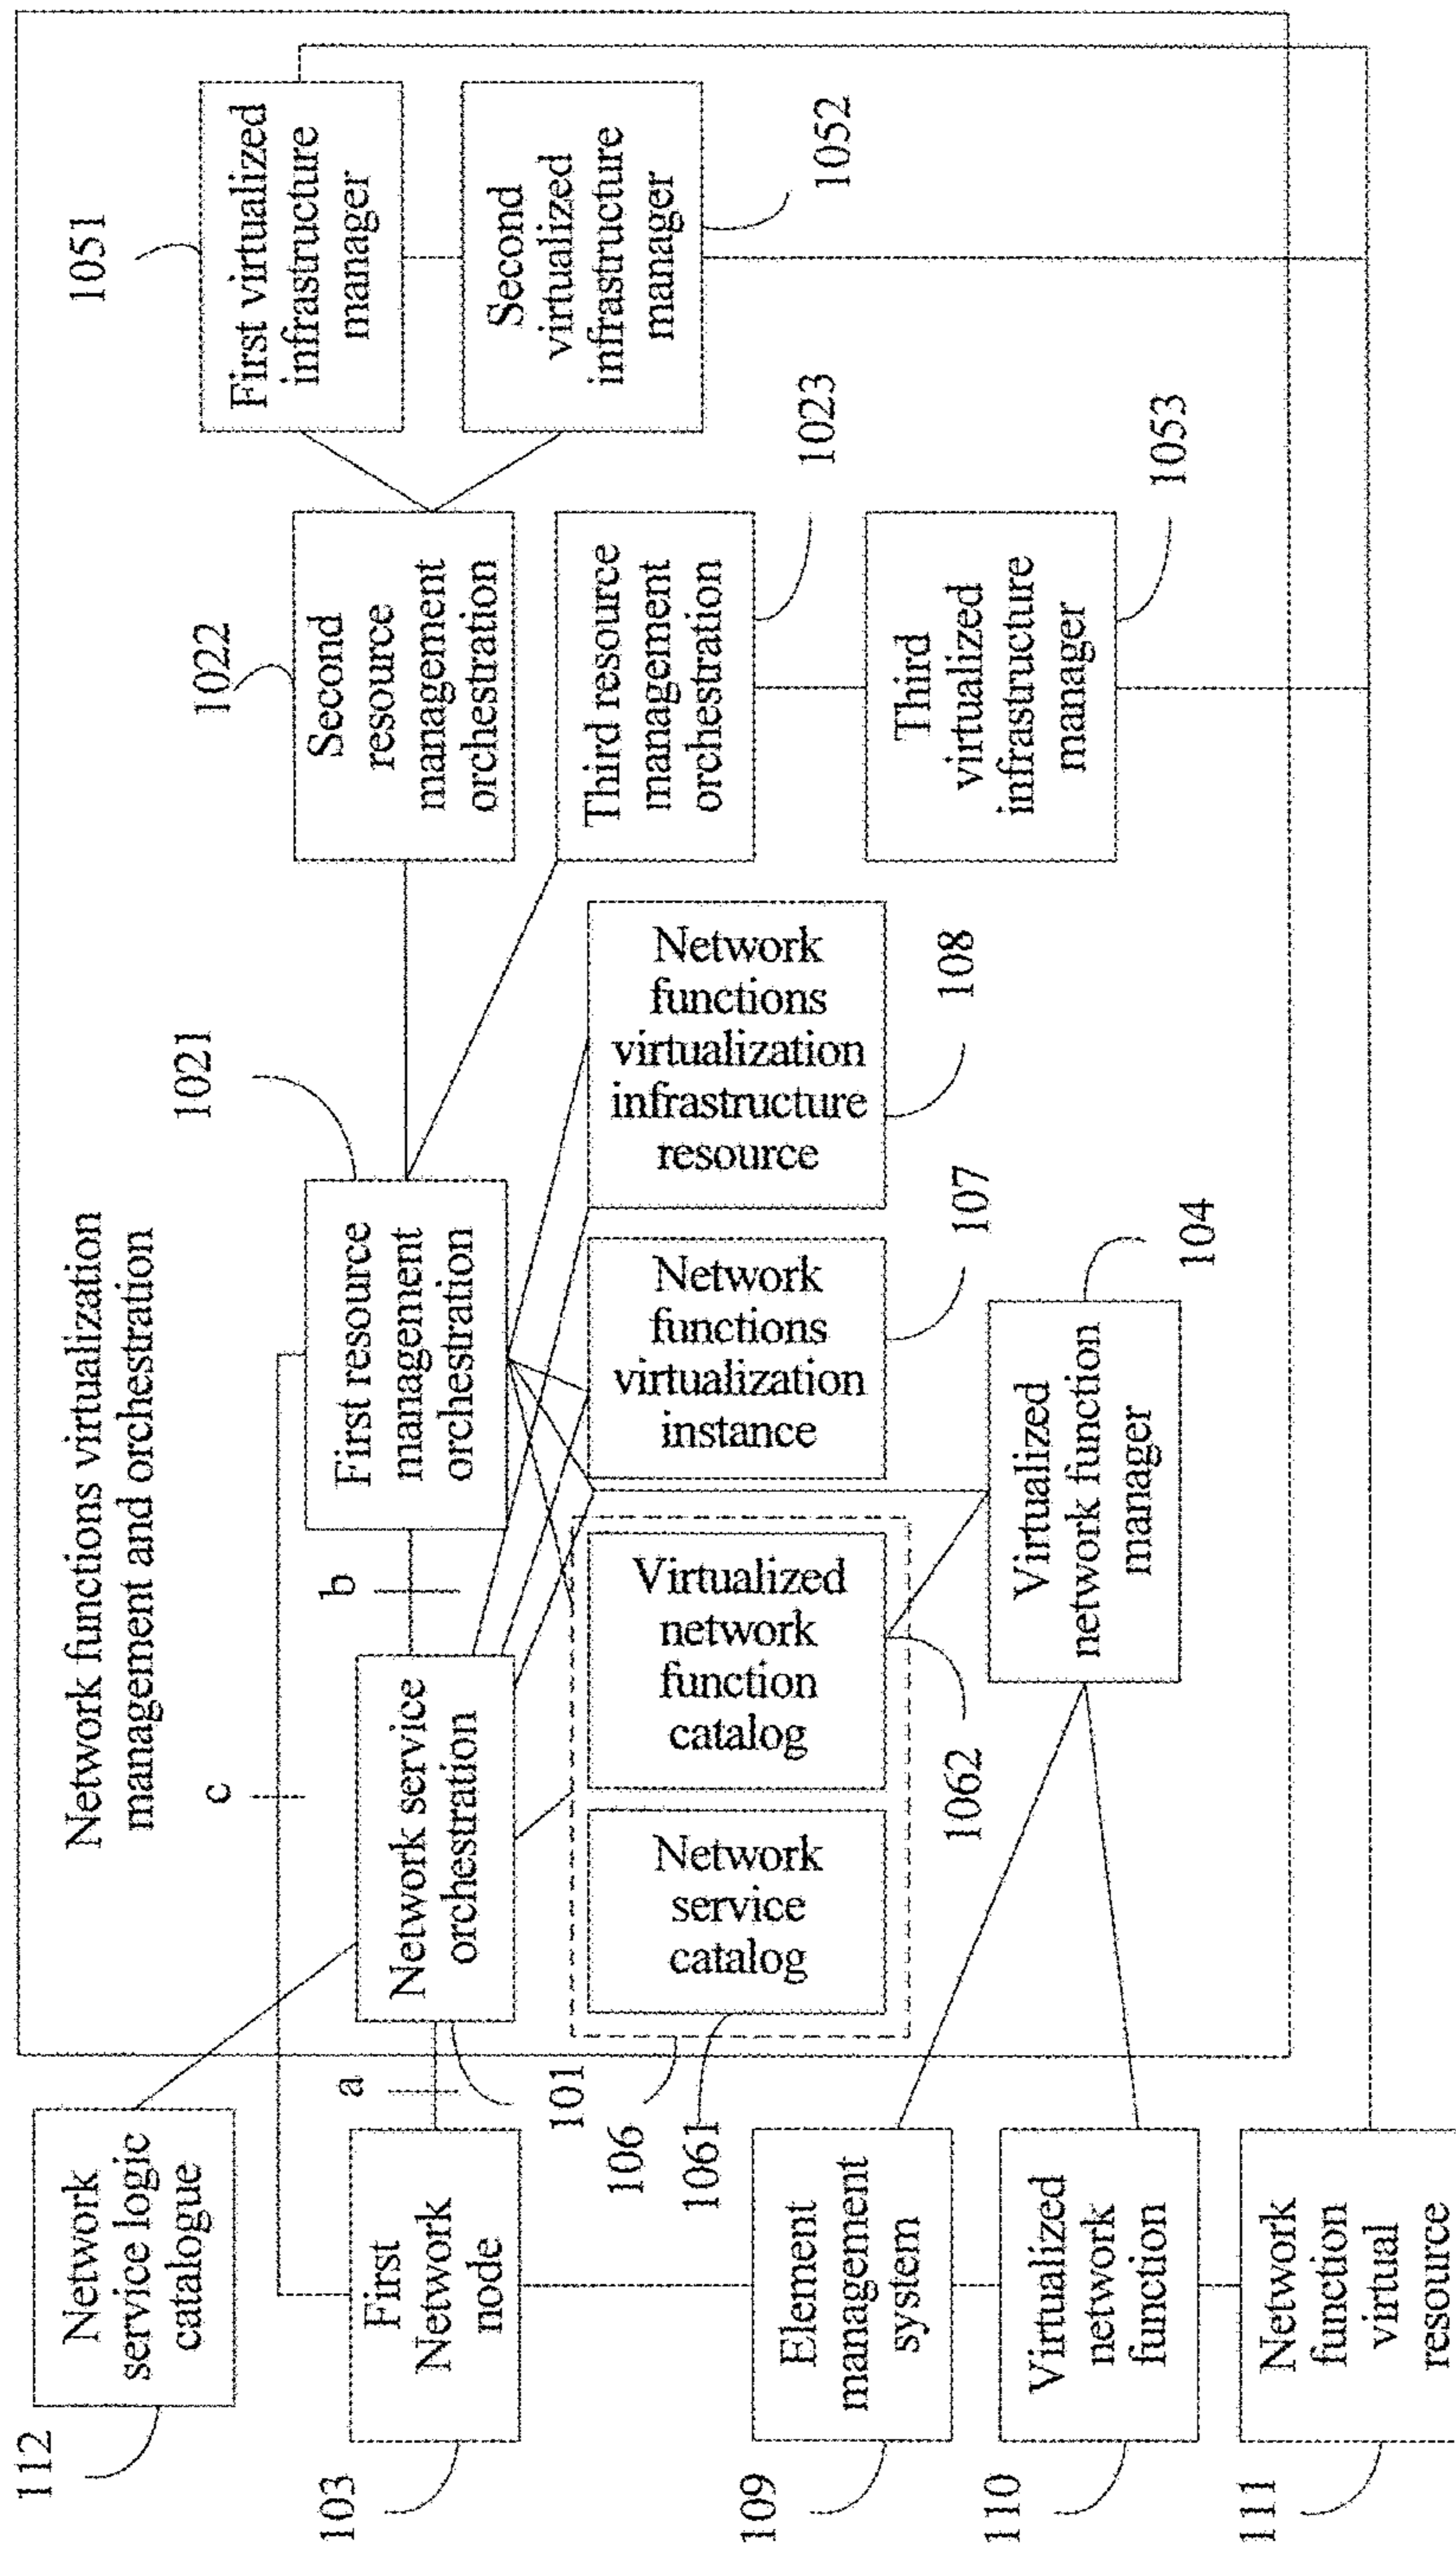 Network functions virtualization
management and orchestration
112
Network
service logic
catalogue
c
103
First
Network
node
a
101
Network service
orchestration
b
1021
First resource
management
orchestration
1022
Second
resource
management
orchestration
1051
First virtualized
infrastructure
manager
Second
virtualized
infrastructure
manager
1052
106
1061
Network
service
catalog
1062
Virtualized
network
function
catalog
Network
functions
virtualization
instance
107
Network
functions
virtualization
infrastructure
resource
108
Third resource
management
orchestration
1023
109
Element
management
system
Virtualized
network function
manager
104
Third
virtualized
infrastructure
manager
1053
110
Virtualized
network
function
111
Network
function
virtual
resource